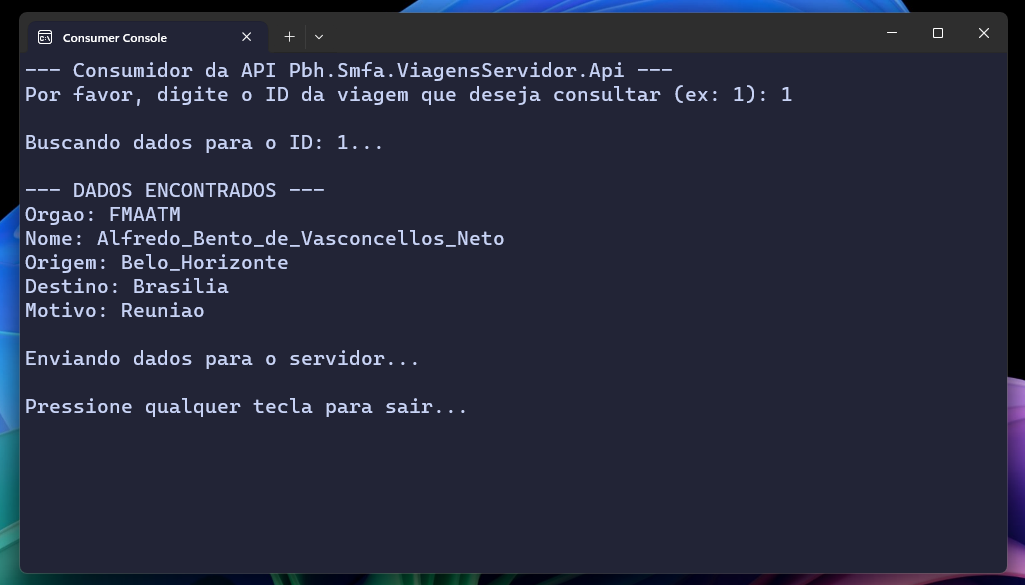 Consumer Console
--- Consumidor da API Pbh.Smfa.ViagensServidor.Api ---
Por favor, digite o ID da viagem que deseja consultar (ex: 1): 1
Buscando dados para o ID: 1...
--- DADOS ENCONTRADOS ---
Orgao: FMAATM
Nome: Alfredo_Bento_de_Vasconcellos_Neto
Origem: Belo_Horizonte
Destino: Brasilia
Motivo: Reuniao
Enviando dados para o servidor...
Pressione qualquer tecla para sair...